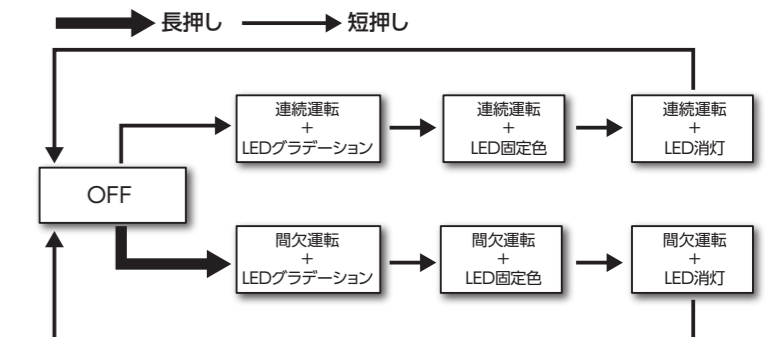 長押し 短押し
連続運転
+
LEDグラデーション
連続運転
+
LED固定色
連続運転
+
LED消灯
OFF
間欠運転
+
LEDグラデーション
間欠運転
+
LED固定色
間欠運転
+
LED消灯